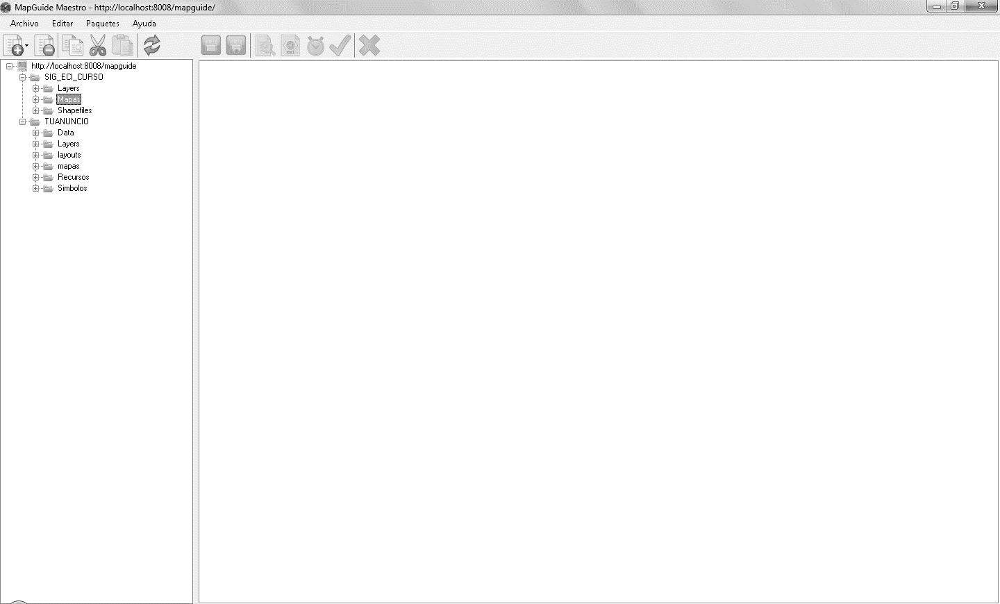 MapGuide Maestro - http://localhost:8008/mapguide/
Archivo Editar Paquetes Ayuda
http://localhost:8008/mapguide
SIG_ECI_CURSO
Layers
Mapas
Shapefiles
TUANUNCIO
Data
Layers
layouts
mapas
Recursos
Simbolos